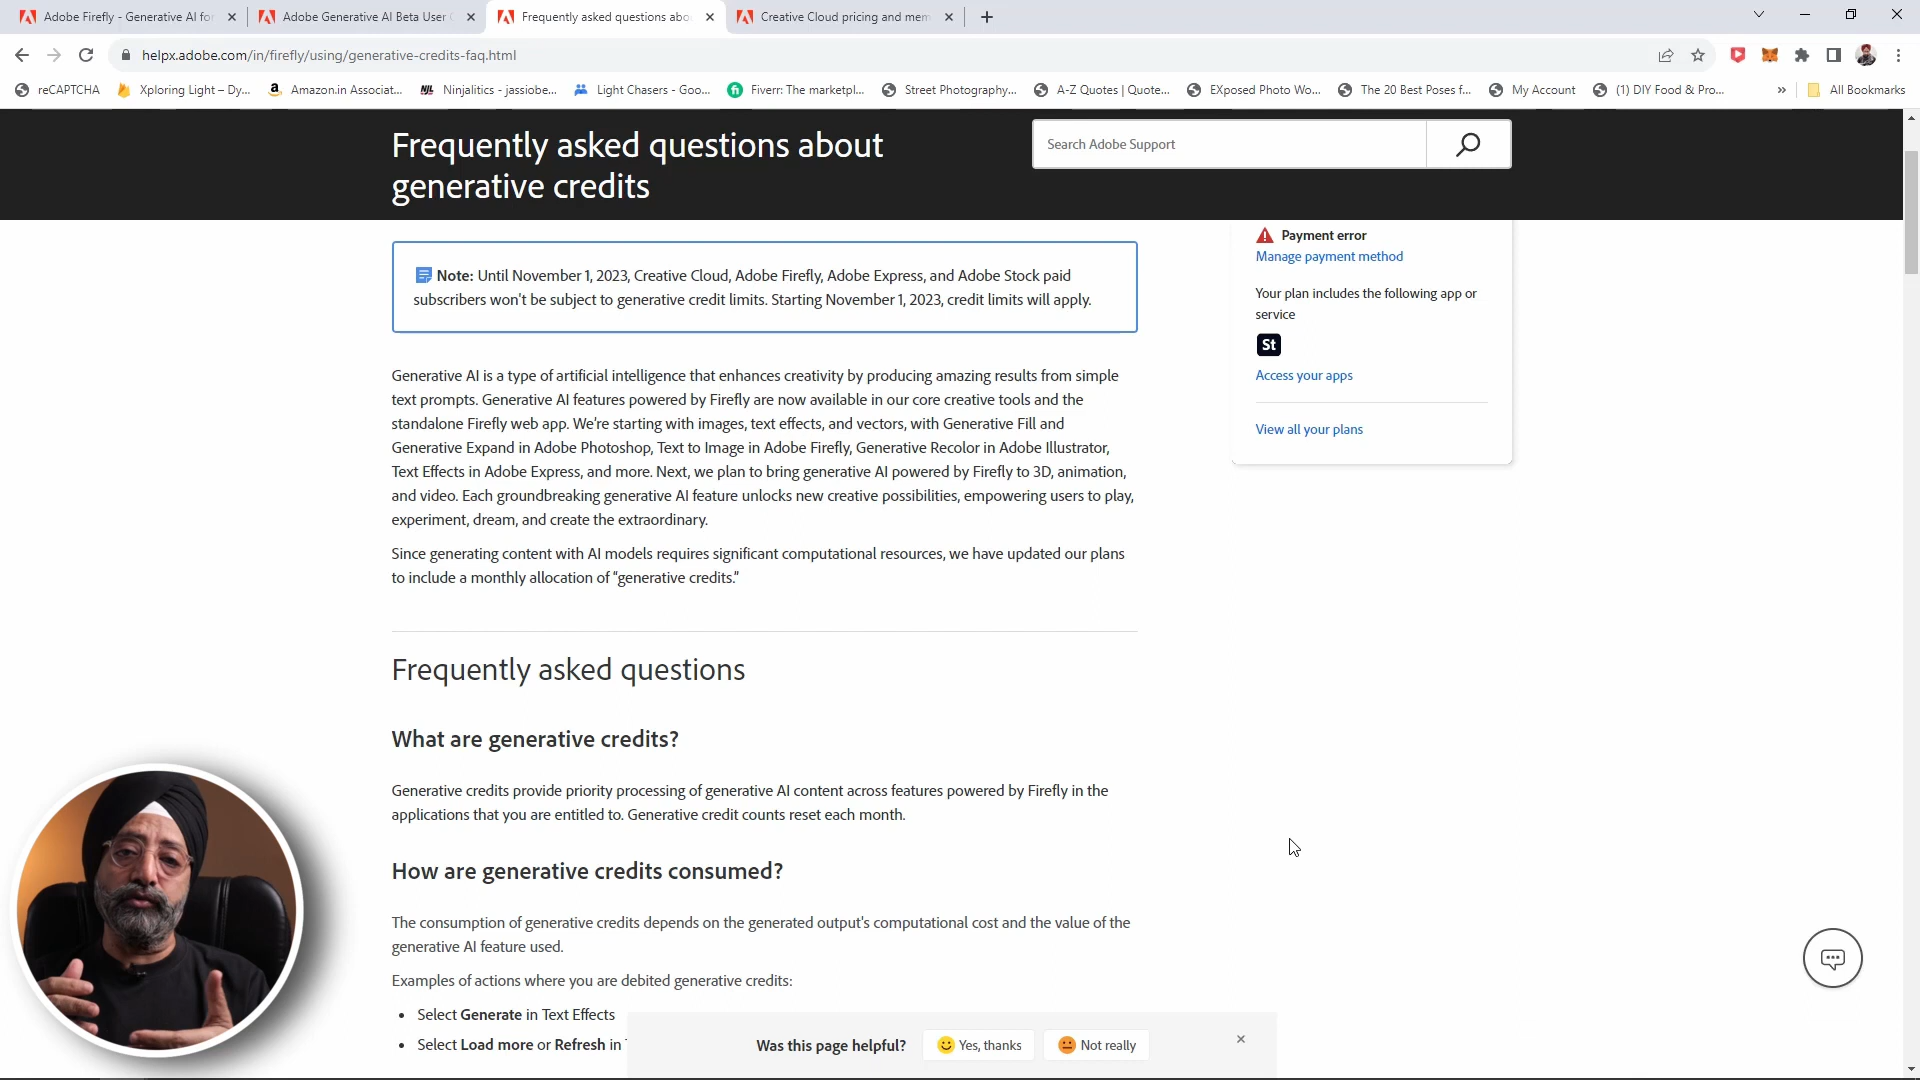 Adobe Firefly - Generative AI fo
Adobe Generative AI Beta User
Frequently asked questions abo
Creative Cloud pricing and mem
helpx.adobe.com/in/firefly/using/generative-credits-faq.html
reCAPTCHA
Xploring Light – Dy...
Amazon.in Associat...
Ninjalitics - jassiobe...
Light Chasers - Goo...
Fiverr: The marketpl...
Street Photography...
A-Z Quotes | Quote...
EXposed Photo Wo...
The 20 Best Poses f...
My Account
(1) DIY Food & Pro...
»
All Bookmarks
Frequently asked questions about
generative credits
Search Adobe Support
Note: Until November 1, 2023, Creative Cloud, Adobe Firefly, Adobe Express, and Adobe Stock paid
subscribers won't be subject to generative credit limits. Starting November 1, 2023, credit limits will apply.
Payment error
Manage payment method
Your plan includes the following app or
service
St
Access your apps
View all your plans
Generative AI is a type of artificial intelligence that enhances creativity by producing amazing results from simple
text prompts. Generative AI features powered by Firefly are now available in our core creative tools and the
standalone Firefly web app. We're starting with images, text effects, and vectors, with Generative Fill and
Generative Expand in Adobe Photoshop, Text to Image in Adobe Firefly, Generative Recolor in Adobe Illustrator,
Text Effects in Adobe Express, and more. Next, we plan to bring generative AI powered by Firefly to 3D, animation,
and video. Each groundbreaking generative AI feature unlocks new creative possibilities, empowering users to play,
experiment, dream, and create the extraordinary.
Since generating content with AI models requires significant computational resources, we have updated our plans
to include a monthly allocation of “generative credits.”
Frequently asked questions
What are generative credits?
Generative credits provide priority processing of generative AI content across features powered by Firefly in the
applications that you are entitled to. Generative credit counts reset each month.
How are generative credits consumed?
The consumption of generative credits depends on the generated output's computational cost and the value of the
generative AI feature used.
Examples of actions where you are debited generative credits:
• Select Generate in Text Effects
• Select Load more or Refresh in
Was this page helpful?
Yes, thanks
Not really